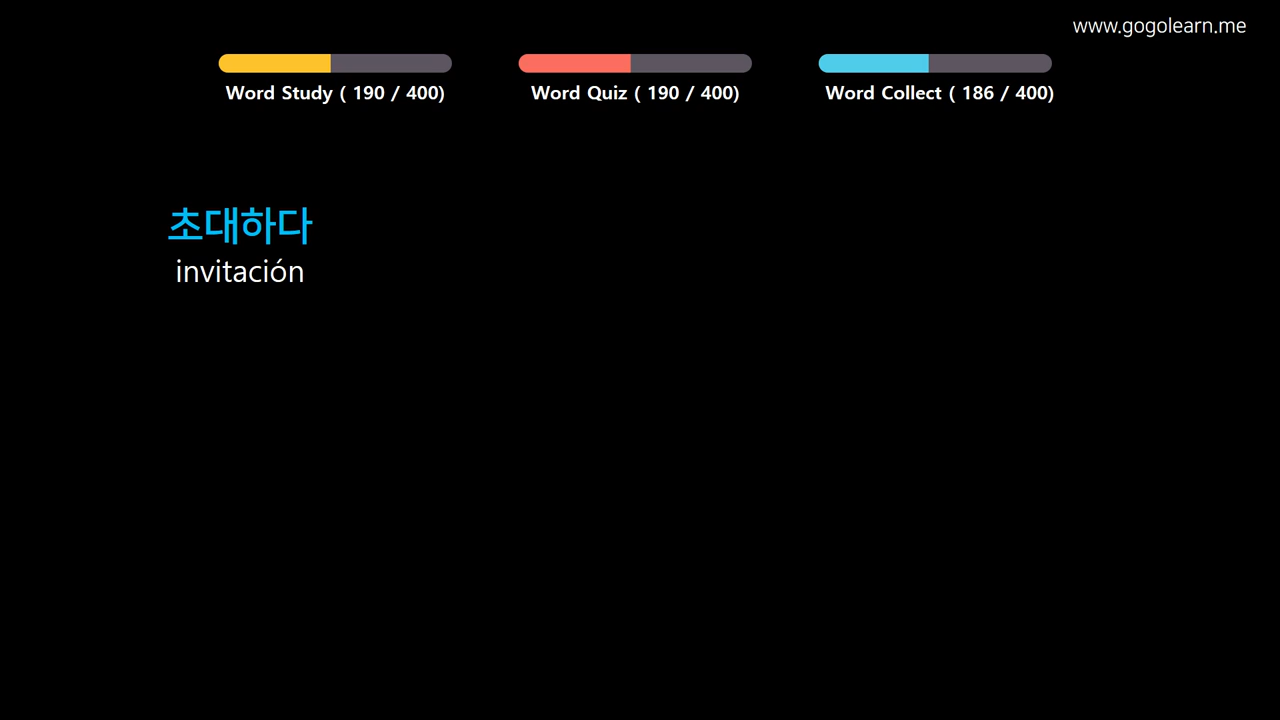 www.gogolearn.me
Word Study ( 190 / 400)
Word Quiz ( 190 / 400)
Word Collect ( 186 / 400)
초대하다
invitación